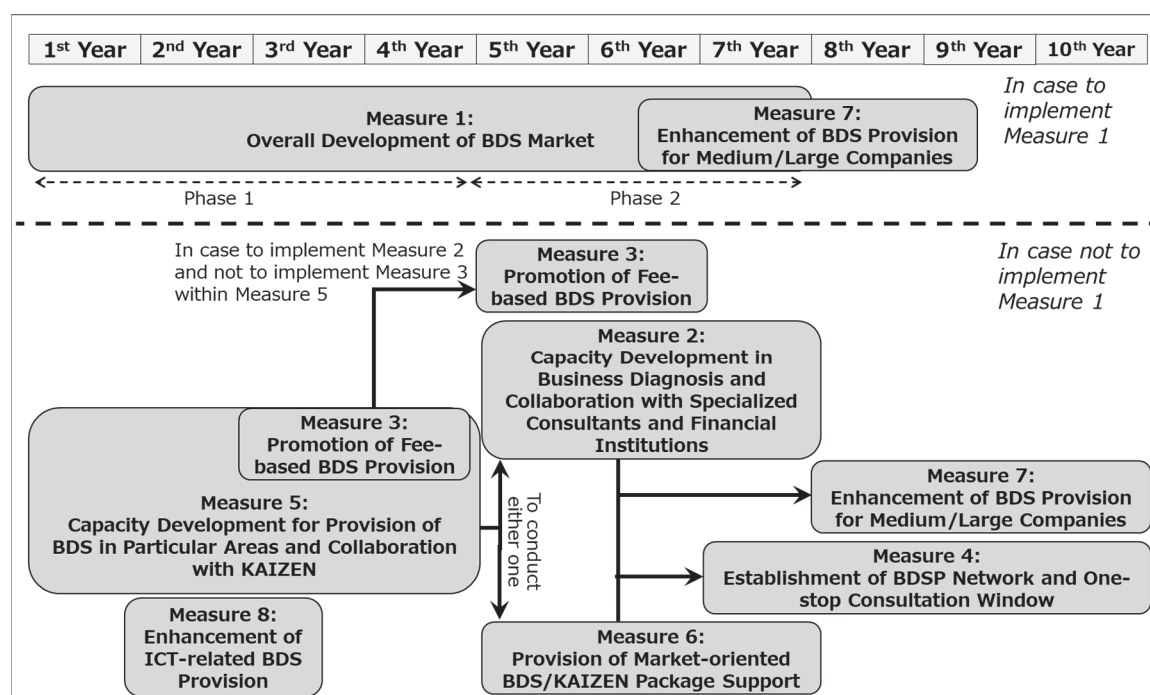 1st Year 2nd Year 3rd Year 4th Year 5th Year 6th Year 7th Year 8th Year 9th Year 10th Year
In case to
implement
Measure 1
Measure 1:
Overall Development of BDS Market
Measure 7:
Enhancement of BDS Provision
for Medium/Large Companies
Phase 1
Phase 2
In case to implement Measure 2
and not to implement Measure 3
within Measure 5
Measure 3:
Promotion of Fee-
based BDS Provision
In case not to
implement
Measure 1
Measure 2:
Capacity Development in
Business Diagnosis and
Collaboration with Specialized
Consultants and Financial
Institutions
Measure 3:
Promotion of Fee-
based BDS Provision
Measure 5:
Capacity Development for Provision of
BDS in Particular Areas and Collaboration
with KAIZEN
To conduct
either one
Measure 7:
Enhancement of BDS Provision
for Medium/Large Companies
Measure 4:
Establishment of BDSP Network and One-
stop Consultation Window
Measure 8:
Enhancement of
ICT-related BDS
Provision
Measure 6:
Provision of Market-oriented
BDS/KAIZEN Package Support